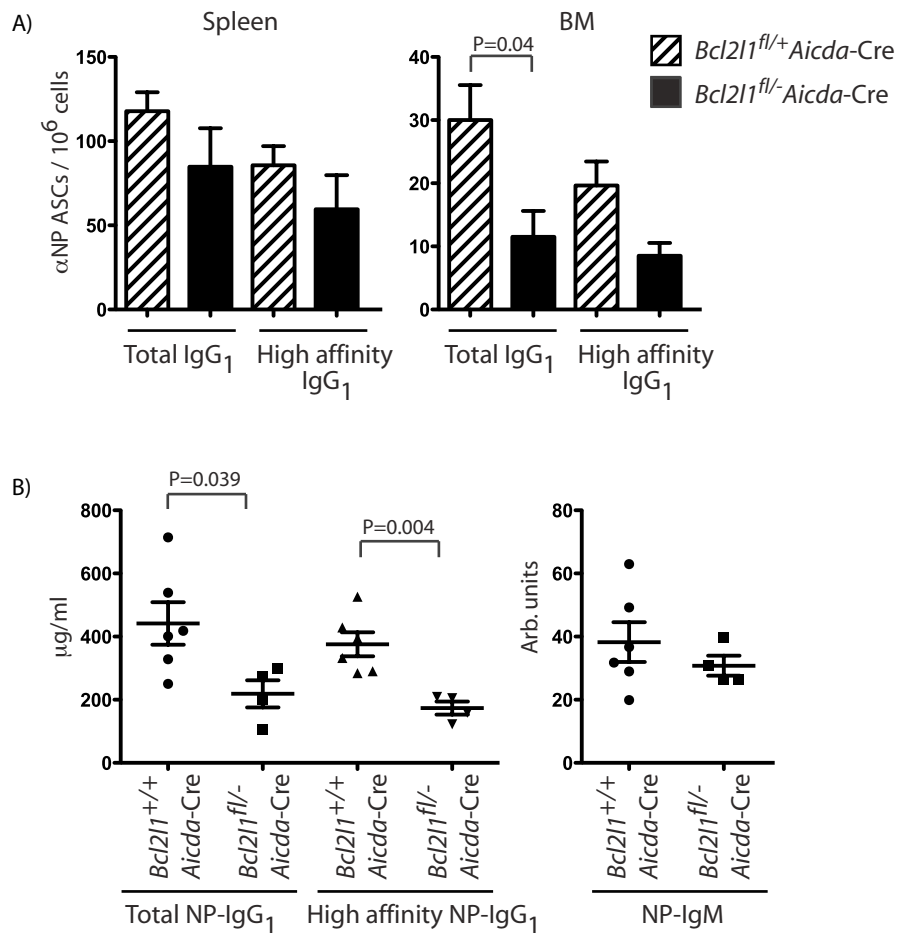 A)
Spleen
BM
P=0.04
Bcl2l1fl/+Aicda-Cre
Bcl2l1fl/-Aicda-Cre
αNP ASCs / 10⁶ cells
150
100
50
0
40
30
20
10
0
Total IgG₁
High affinity
IgG₁
Total IgG₁
High affinity
IgG₁
B)
P=0.039
P=0.004
µg/ml
800
600
400
200
0
Arb. units
80
60
40
20
0
Bcl2l1+/+
Aicda-Cre
Bcl2l1fl/-
Aicda-Cre
Bcl2l1+/+
Aicda-Cre
Bcl2l1fl/-
Aicda-Cre
Bcl2l1+/+
Aicda-Cre
Bcl2l1fl/-
Aicda-Cre
Total NP-IgG₁
High affinity NP-IgG₁
NP-IgM